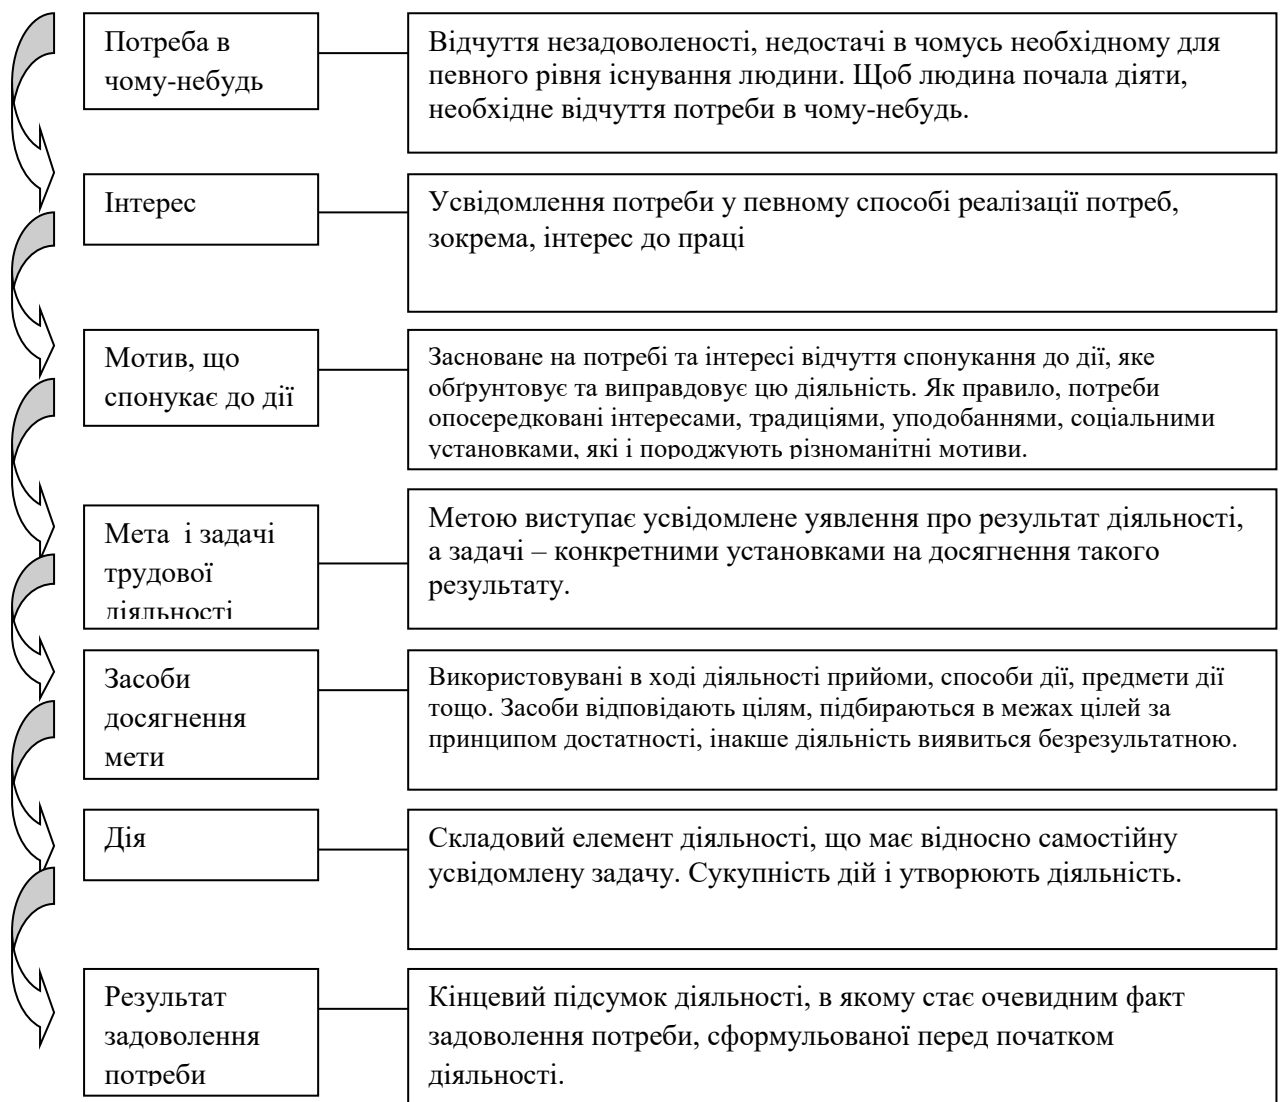 Потреба в
чому-небудь
Відчуття незадоволеності, недостачі в чомусь необхідному для
певного рівня існування людини. Щоб людина почала діяти,
необхідне відчуття потреби в чому-небудь.
Інтерес
Усвідомлення потреби у певному способі реалізації потреб,
зокрема, інтерес до праці
Мотив, що
спонукає до дії
Засноване на потребі та інтересі відчуття спонукання до дії, яке
обґрунтовує та виправдовує цю діяльність. Як правило, потреби
опосередковані інтересами, традиціями, уподобаннями, соціальними
установками, які і породжують різноманітні мотиви.
Мета і задачі
трудової
діяльності
Метою виступає усвідомлене уявлення про результат діяльності,
а задачі – конкретними установками на досягнення такого
результату.
Засоби
досягнення
мети
Використовувані в ході діяльності прийоми, способи дії, предмети дії
тощо. Засоби відповідають цілям, підбираються в межах цілей за
принципом достатності, інакше діяльність виявиться безрезультатною.
Дія
Складовий елемент діяльності, що має відносно самостійну
усвідомлену задачу. Сукупність дій і утворюють діяльність.
Результат
задоволення
потреби
Кінцевий підсумок діяльності, в якому стає очевидним факт
задоволення потреби, сформульованої перед початком
діяльності.